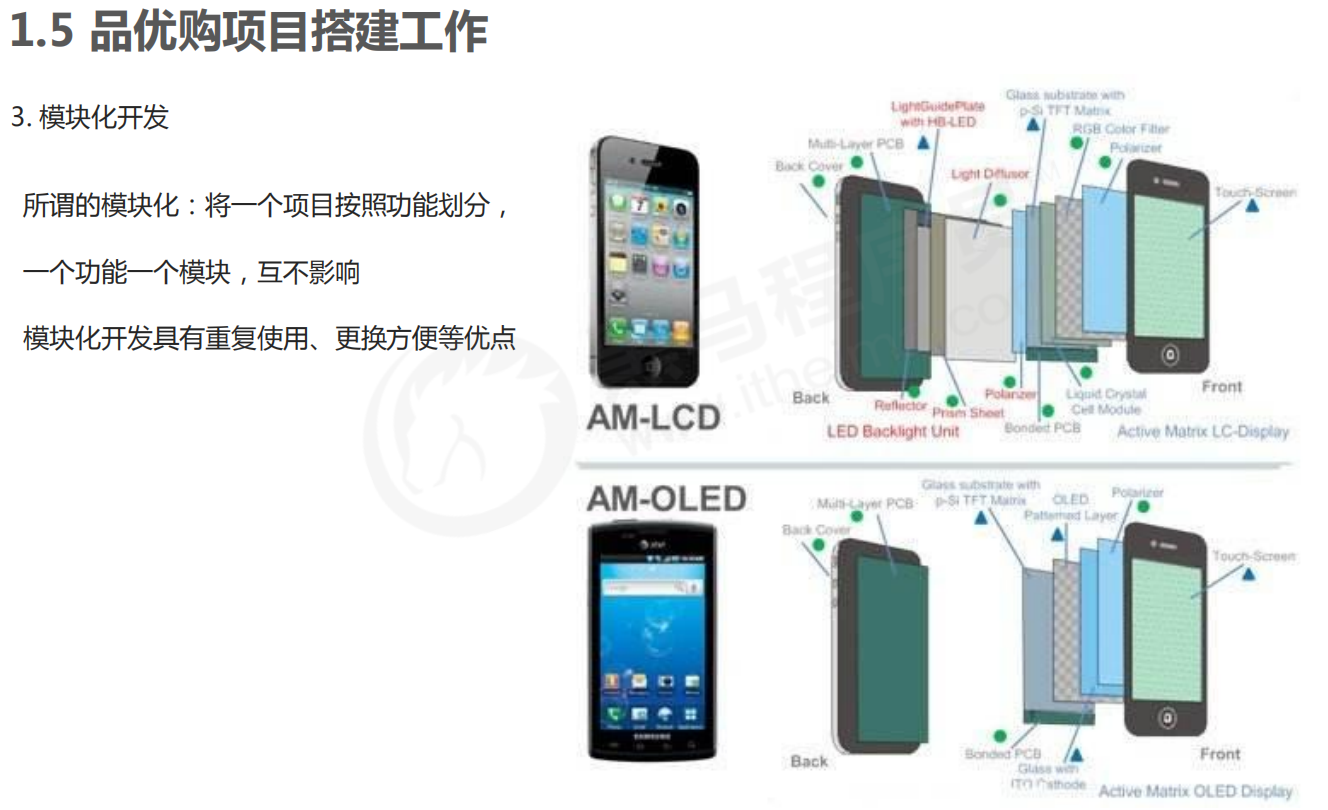 1.5 品优购项目搭建工作
3. 模块化开发
所谓的模块化：将一个项目按照功能划分，
一个功能一个模块，互不影响
模块化开发具有重复使用、更换方便等优点
LightGuidePlate
with HB-LED
Glass substrate with
p-Si TFT Matrix
RGB Color Filter
Multi-Layer PCB
Polarizer
Back Cover
Light Diffusor
Touch-Screen
Back
Front
Reflector
Prism Sheet
Polarizer
Liquid Crystal
Cell Module
Bonded PCB
AM-LCD
LED Backlight Unit
Active Matrix LC-Display
AM-OLED
Glass substrate with
p-Si TFT Matrix
OLED
Patterned Layer
Polarizer
Multi-Layer PCB
Back Cover
Touch-Screen
at&t
SAMSUNG
Back
Front
Bonded PCB
Glass with
ITO Cathode
Active Matrix OLED Display